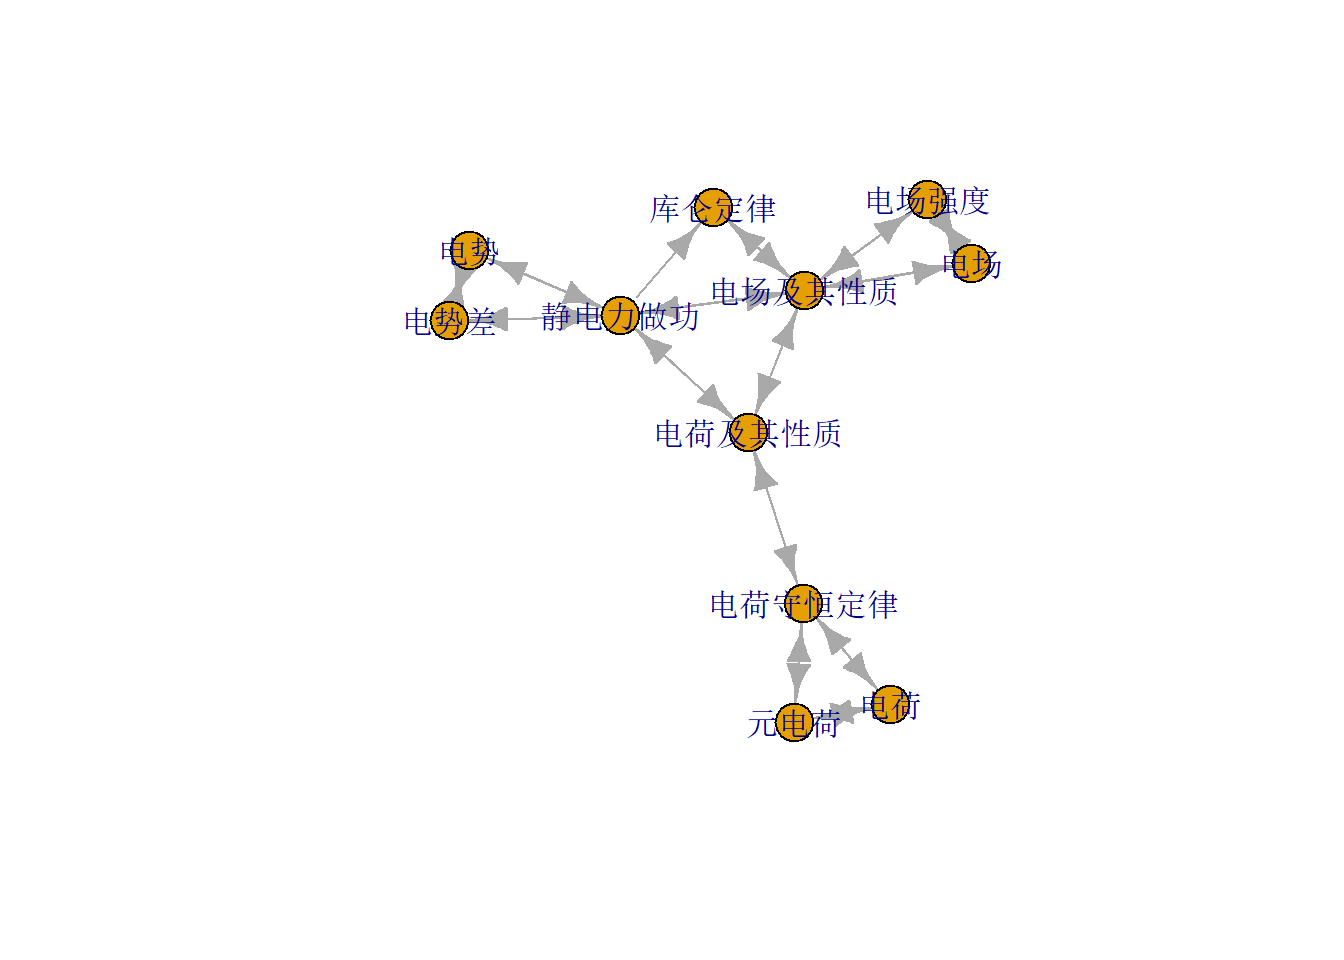 电场强度
库仑定律
电势
电场
电场及其性质
静电力做功
电势差
电荷及其性质
电荷守恒定律
电荷
元电荷